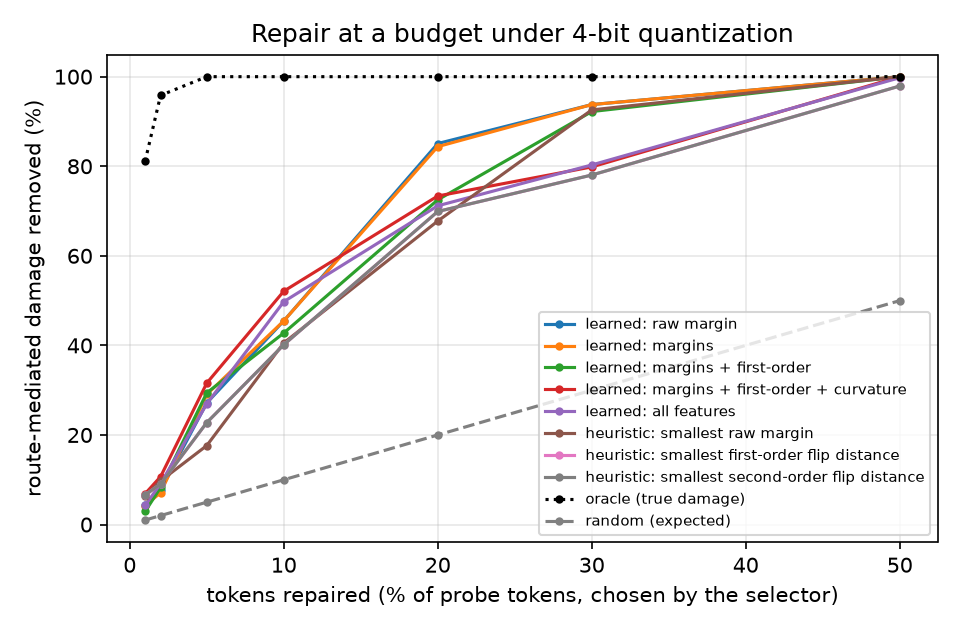 Repair at a budget under 4-bit quantization
route-mediated damage removed (%)
100
80
60
40
20
0
learned: raw margin
learned: margins
learned: margins + first-order
learned: margins + first-order + curvature
learned: all features
heuristic: smallest raw margin
heuristic: smallest first-order flip distance
heuristic: smallest second-order flip distance
oracle (true damage)
random (expected)
0 10 20 30 40 50
tokens repaired (% of probe tokens, chosen by the selector)